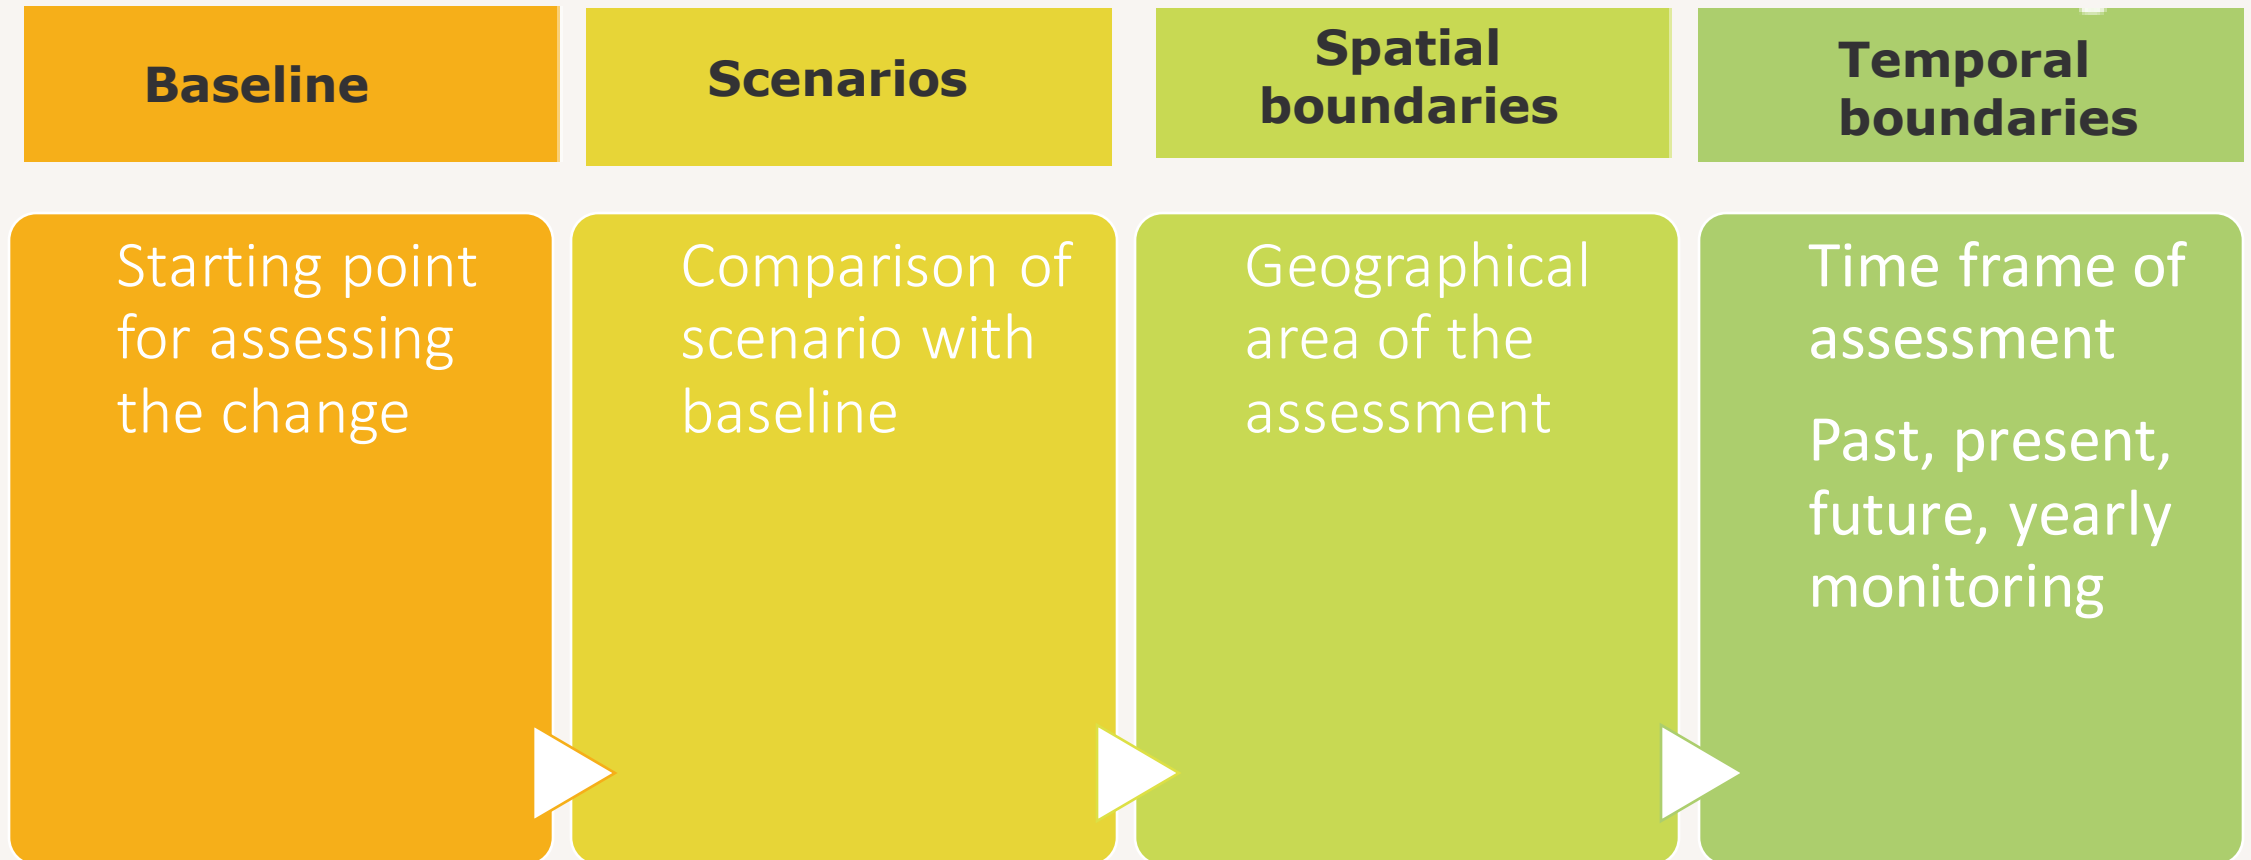 Baseline
Starting point
for assessing
the change
Scenarios
Comparison of
scenario with
baseline
Spatial
boundaries
Geographical
area of the
assessment
Temporal
boundaries
Time frame of
assessment
Past, present,
future, yearly
monitoring